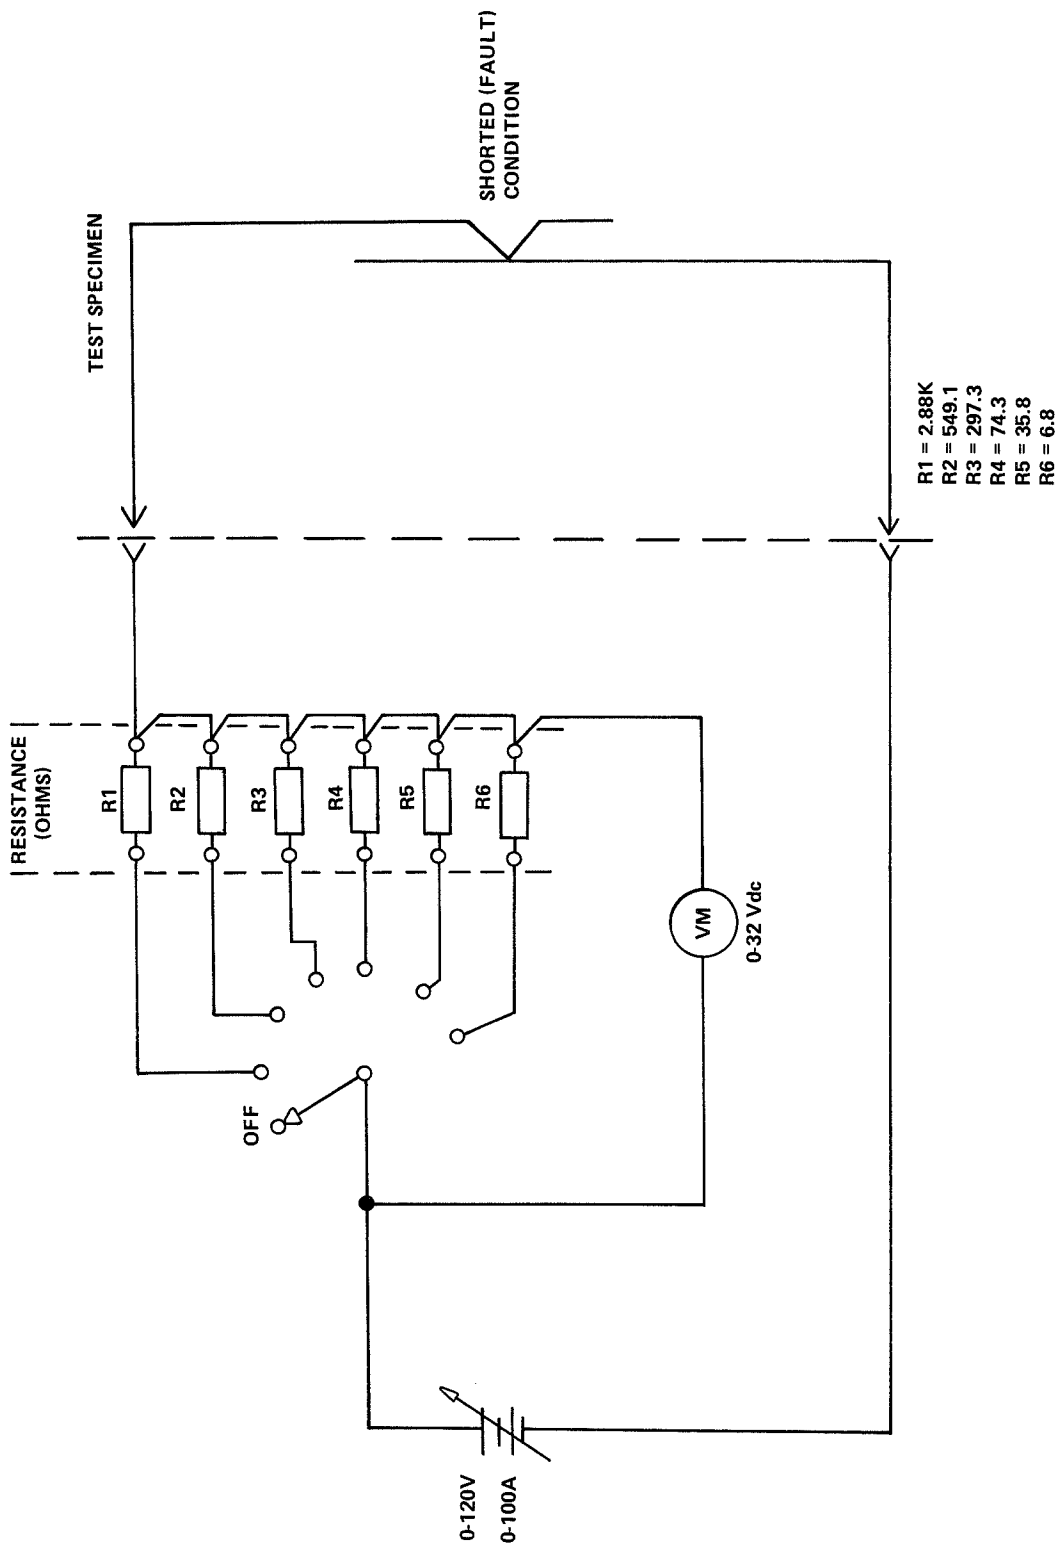 0-120V
0-100A
OFF
RESISTANCE
(OHMS)
R1
R2
R3
R4
R5
R6
VM
0-32 Vdc
TEST SPECIMEN
SHORTED (FAULT)
CONDITION
R1 = 2.88K
R2 = 549.1
R3 = 297.3
R4 = 74.3
R5 = 35.8
R6 = 6.8